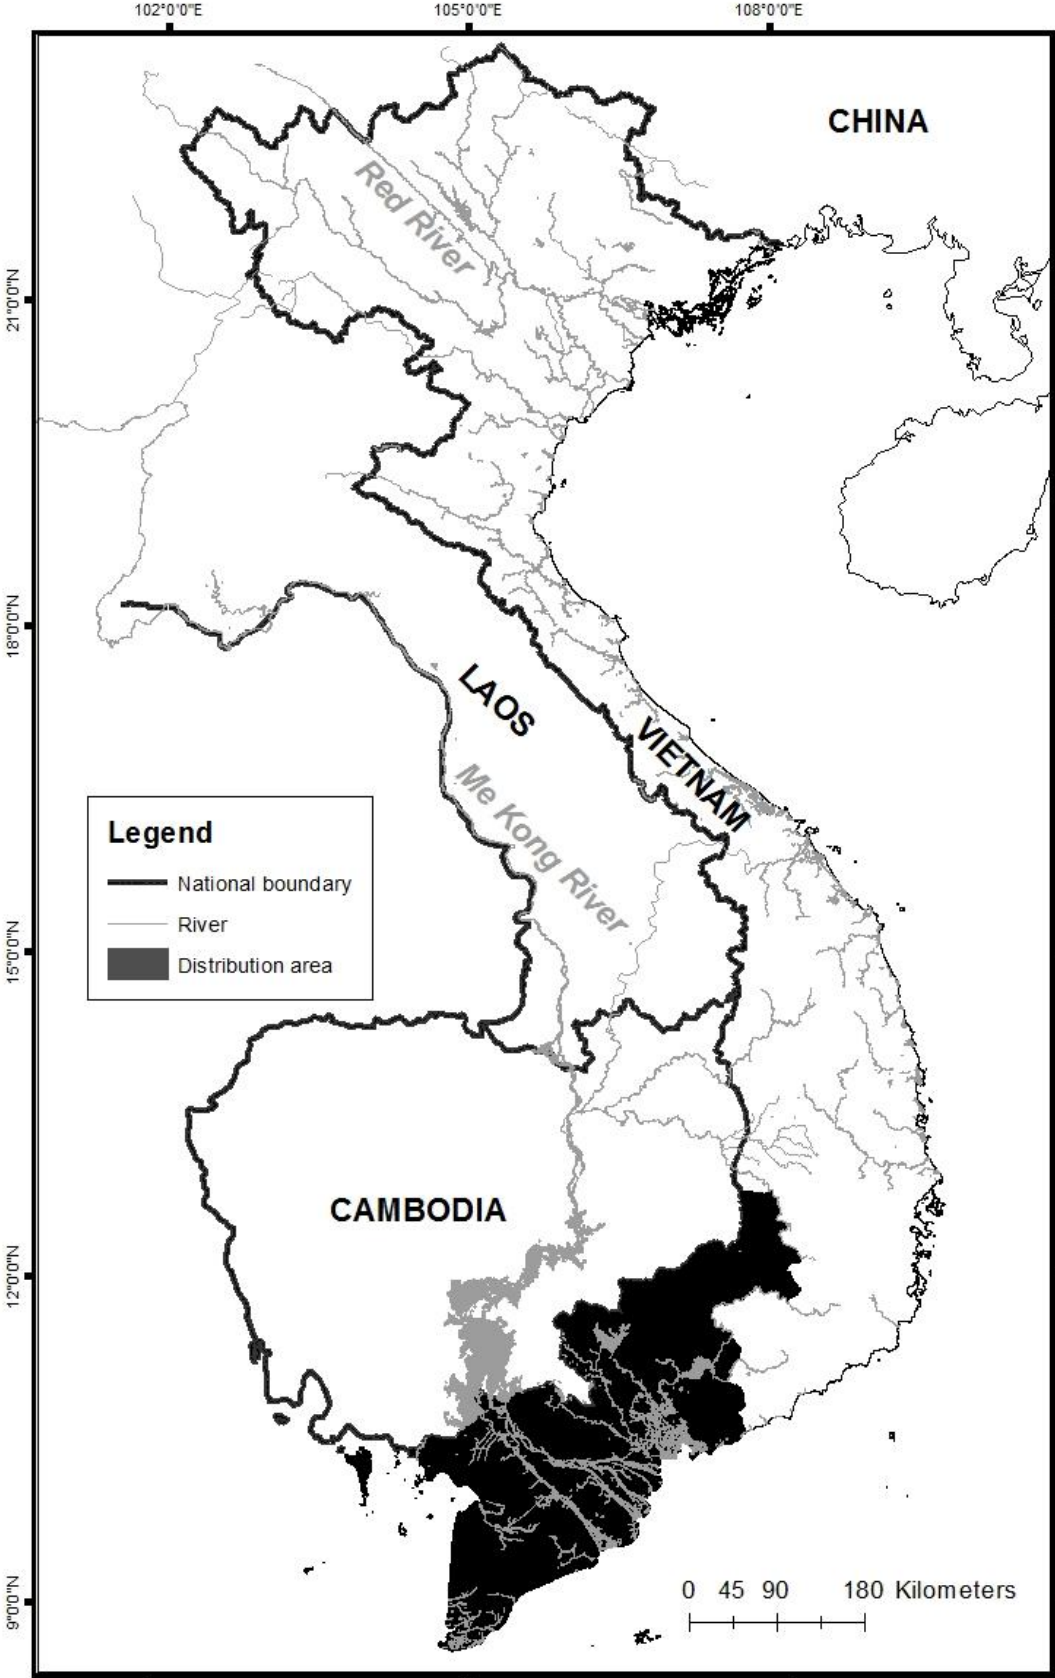 102°0'0"E 105°0'0"E 108°0'0"E
CHINA
Red River
21°0'0"N
18°0'0"N
LAOS
VIETNAM
Me Kong River
Legend
National boundary
River
Distribution area
15°0'0"N
CAMBODIA
12°0'0"N
9°0'0"N
0 45 90 180 Kilometers